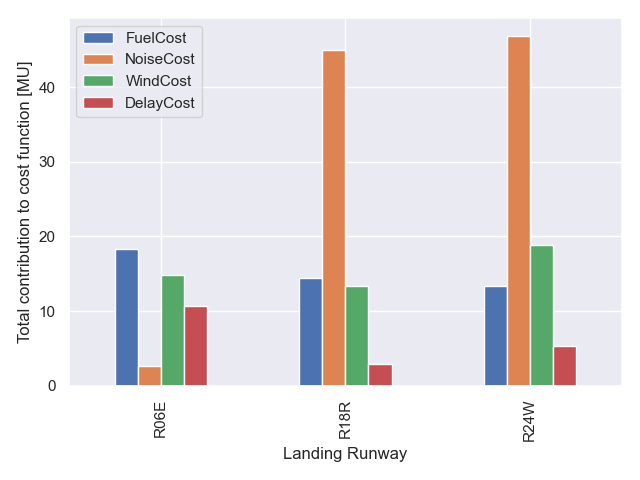 FuelCost
NoiseCost
WindCost
DelayCost
Total contribution to cost function [MU]
40
30
20
10
0
R06E
R18R
R24W
Landing Runway